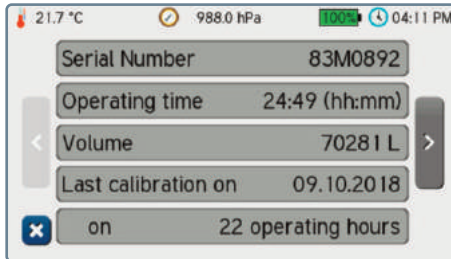 21.7 °C 988.0 hPa 100% 04:11 PM
Serial Number 83M0892
Operating time 24:49 (hh:mm)
Volume 70281 L
Last calibration on 09.10.2018
on 22 operating hours